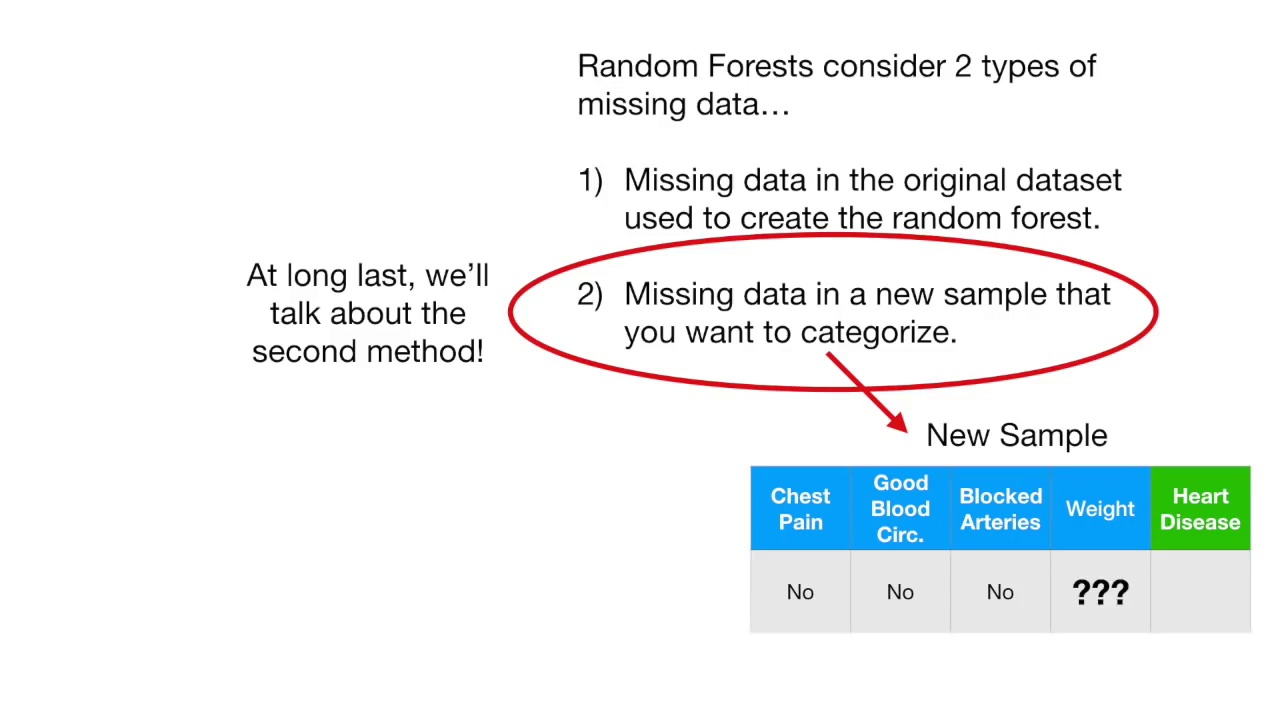 Random Forests consider 2 types of
missing data…
1) Missing data in the original dataset
used to create the random forest.
At long last, we’ll
talk about the
second method!
2) Missing data in a new sample that
you want to categorize.
New Sample
Chest
Pain
Good
Blood
Circ.
Blocked
Arteries
Weight
Heart
Disease
No
No
No
???